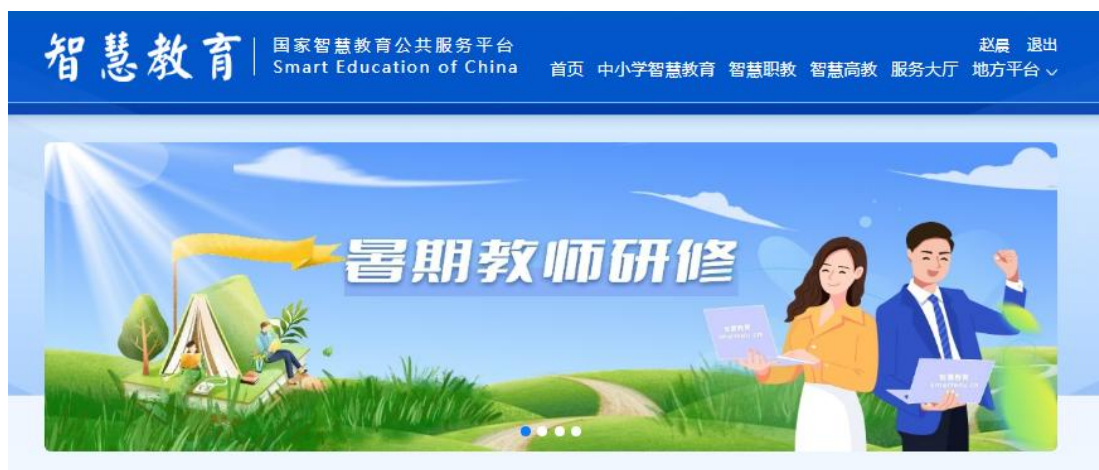 智慧教育
国家智慧教育公共服务平台
Smart Education of China
赵晨 退出
首页 中小学智慧教育 智慧职教 智慧高教 服务大厅 地方平台
暑期教师研修